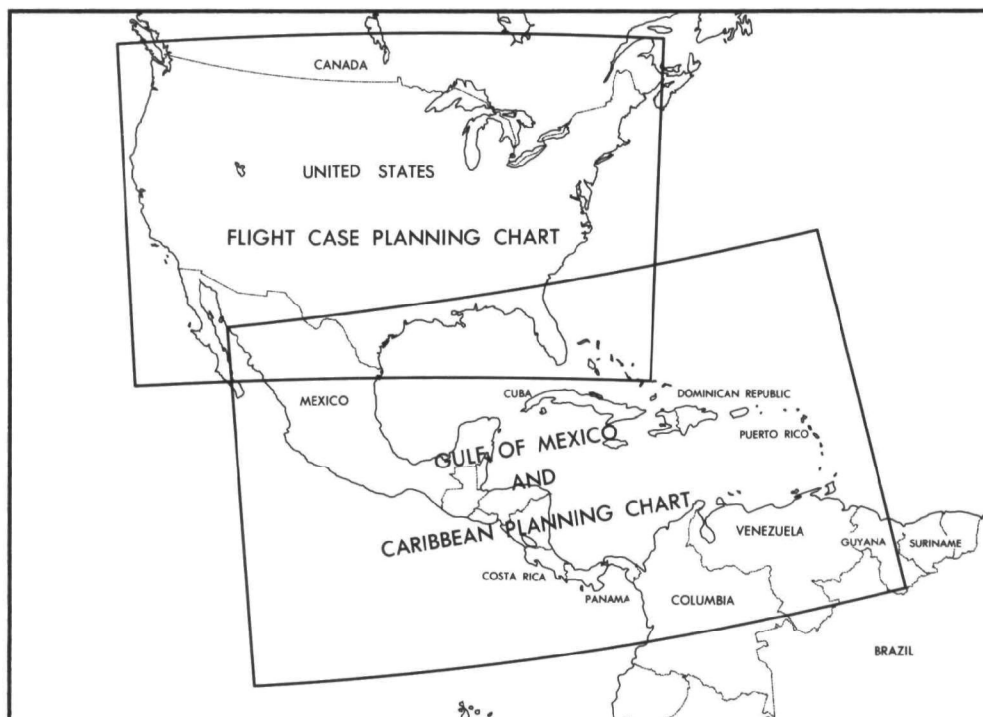 CANADA
UNITED STATES
FLIGHT CASE PLANNING CHART
MEXICO
CUBA
DOMINICAN REPUBLIC
PUERTO RICO
GULF OF MEXICO
AND
CARIBBEAN PLANNING CHART
VENEZUELA
GUYANA
SURINAME
COSTA RICA
PANAMA
COLUMBIA
BRAZIL